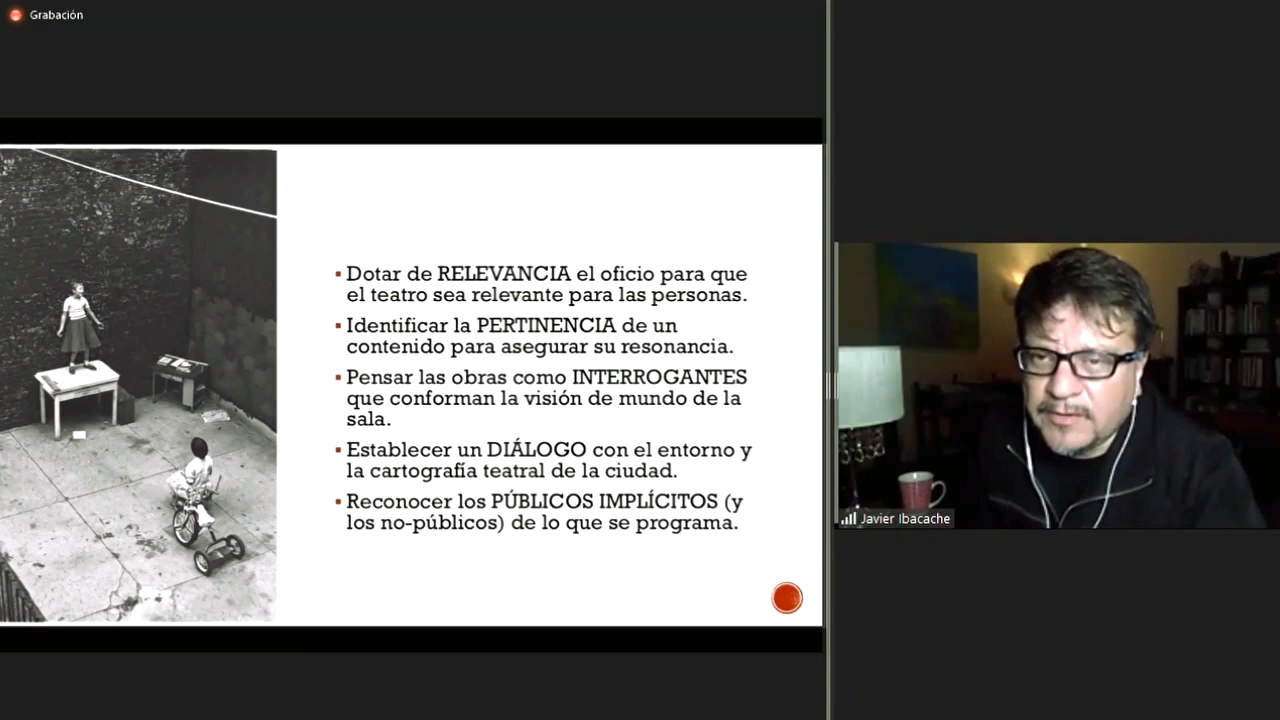 Grabación
▪ Dotar de RELEVANCIA el oficio para que
el teatro sea relevante para las personas.
▪ Identificar la PERTINENCIA de un
contenido para asegurar su resonancia.
▪ Pensar las obras como INTERROGANTES
que conforman la visión de mundo de la
sala.
▪ Establecer un DIÁLOGO con el entorno y
la cartografía teatral de la ciudad.
▪ Reconocer los PÚBLICOS IMPLÍCITOS (y
los no-públicos) de lo que se programa.
Javier Ibacache